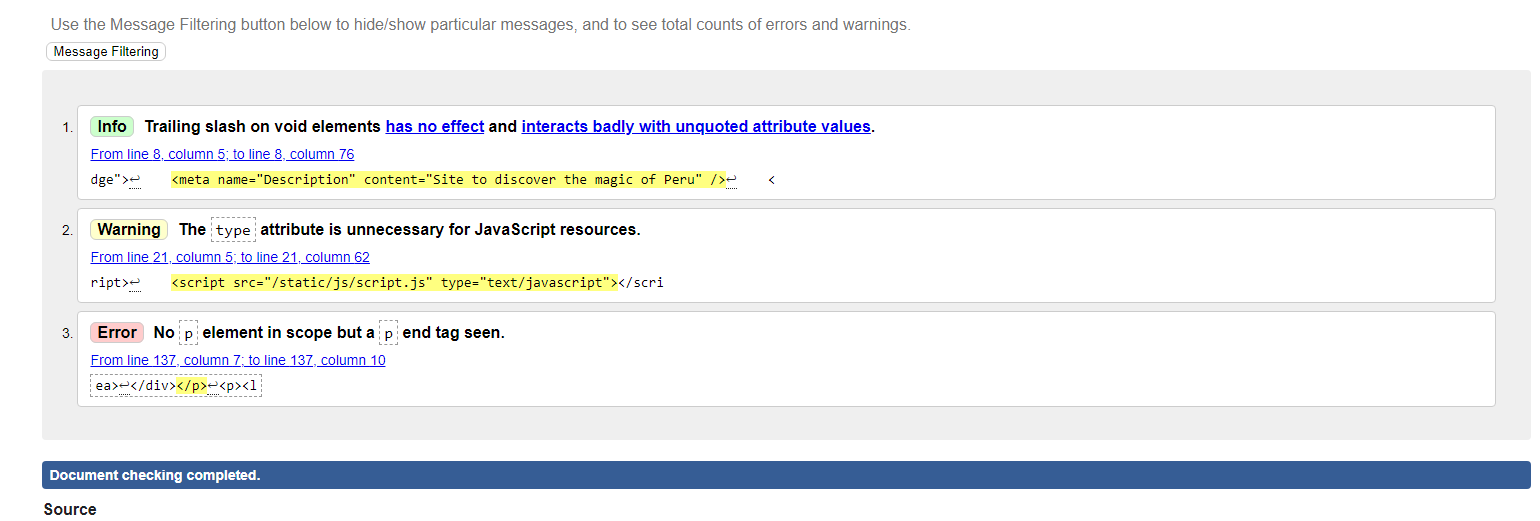 Use the Message Filtering button below to hide/show particular messages, and to see total counts of errors and warnings.
Message Filtering
1. Info Trailing slash on void elements has no effect and interacts badly with unquoted attribute values.
From line 8, column 5; to line 8, column 76
dge">↩ <meta name="Description" content="Site to discover the magic of Peru" />↩ <
2. Warning The type attribute is unnecessary for JavaScript resources.
From line 21, column 5; to line 21, column 62
ript>↩ <script src="/static/js/script.js" type="text/javascript"></scri
3. Error No p element in scope but a p end tag seen.
From line 137, column 7; to line 137, column 10
ea>↩</div></p>↩<p><l
Document checking completed.
Source